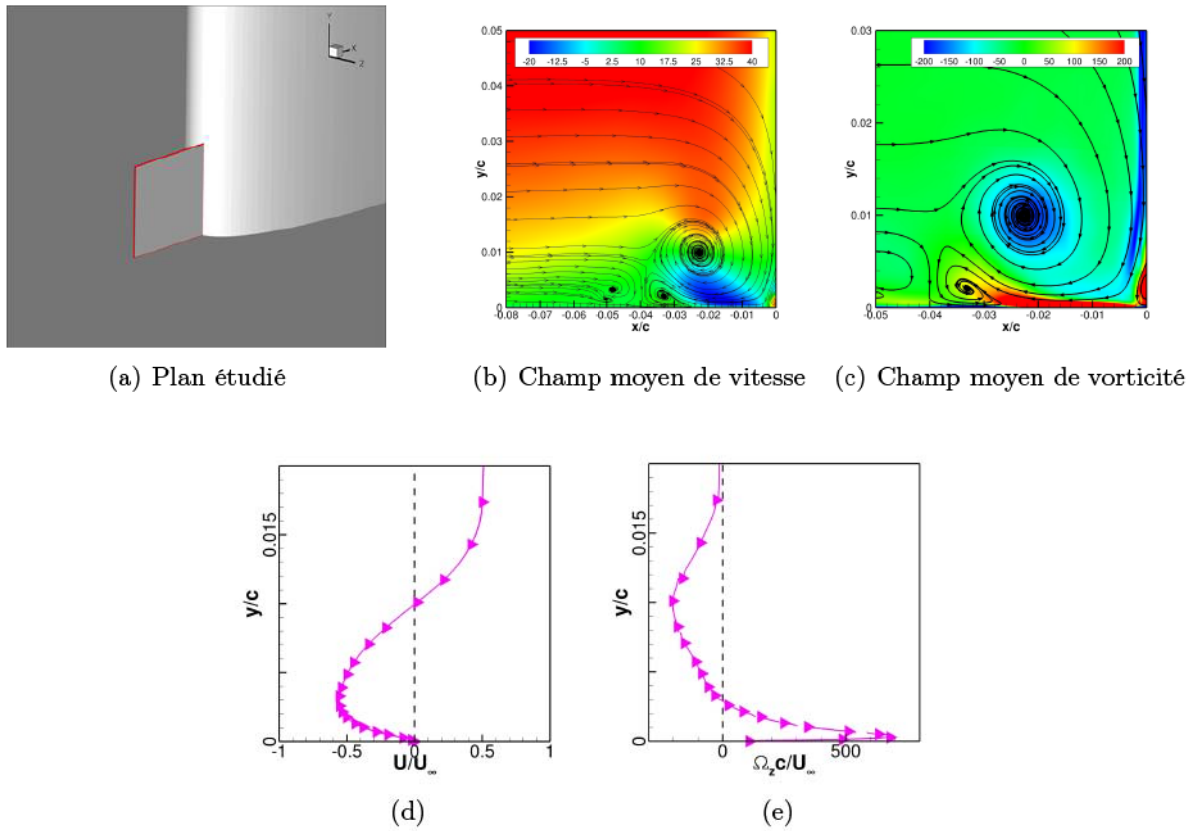 Y
X
Z
0.05
0.04
0.03
0.02
0.01
0
y/c
-20 -12.5 -5 2.5 10 17.5 25 32.5 40
-0.08 -0.07 -0.06 -0.05 -0.04 -0.03 -0.02 -0.01 0
x/c
0.03
0.02
0.01
0
y/c
-200 -150 -100 -50 0 50 100 150 200
-0.05 -0.04 -0.03 -0.02 -0.01 0
x/c
(a) Plan étudié
(b) Champ moyen de vitesse
(c) Champ moyen de vorticité
0.015
0
y/c
-1 -0.5 0 0.5 1
U/U∞
(d)
0.015
0
y/c
0 500
Ωzc/U∞
(e)